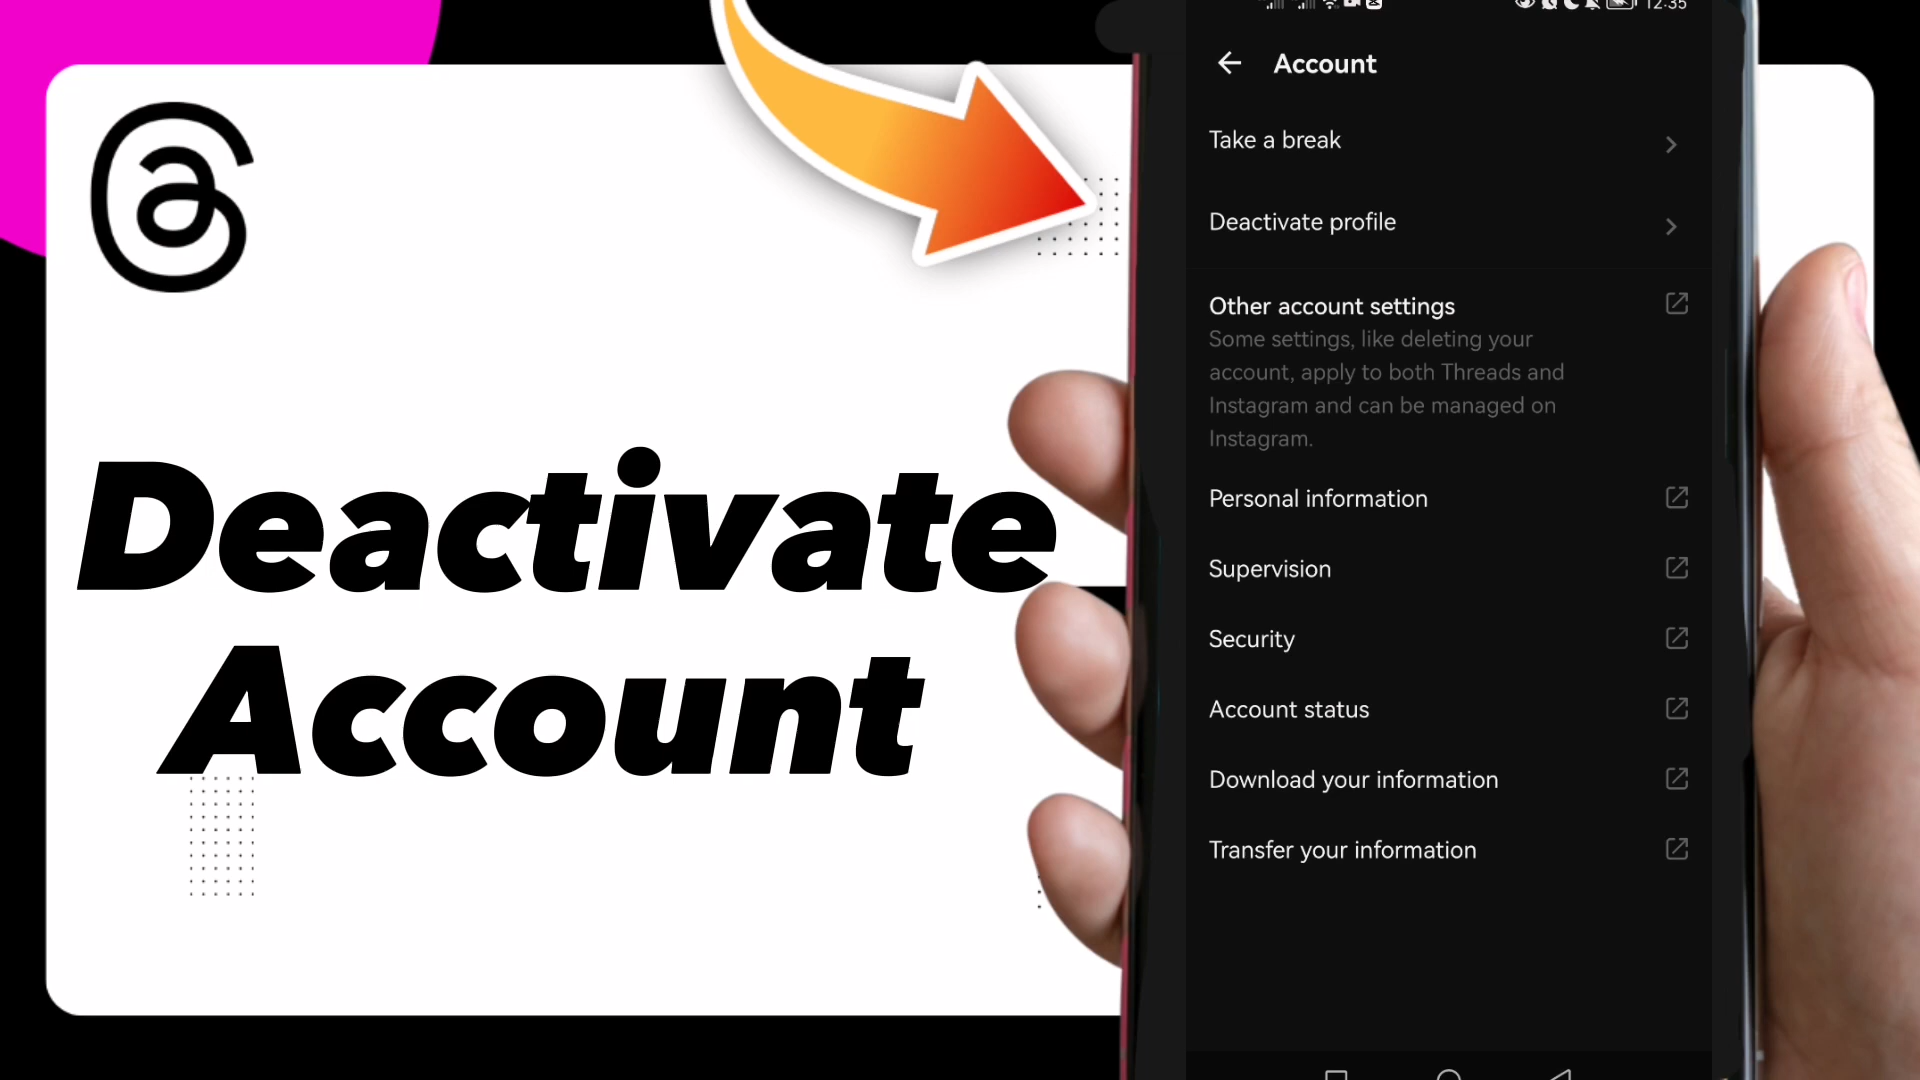 12:35
Account
Take a break
Deactivate profile
Other account settings
Some settings, like deleting your
account, apply to both Threads and
Instagram and can be managed on
Instagram.
Personal information
Supervision
Security
Account status
Download your information
Transfer your information
Deactivate
Account